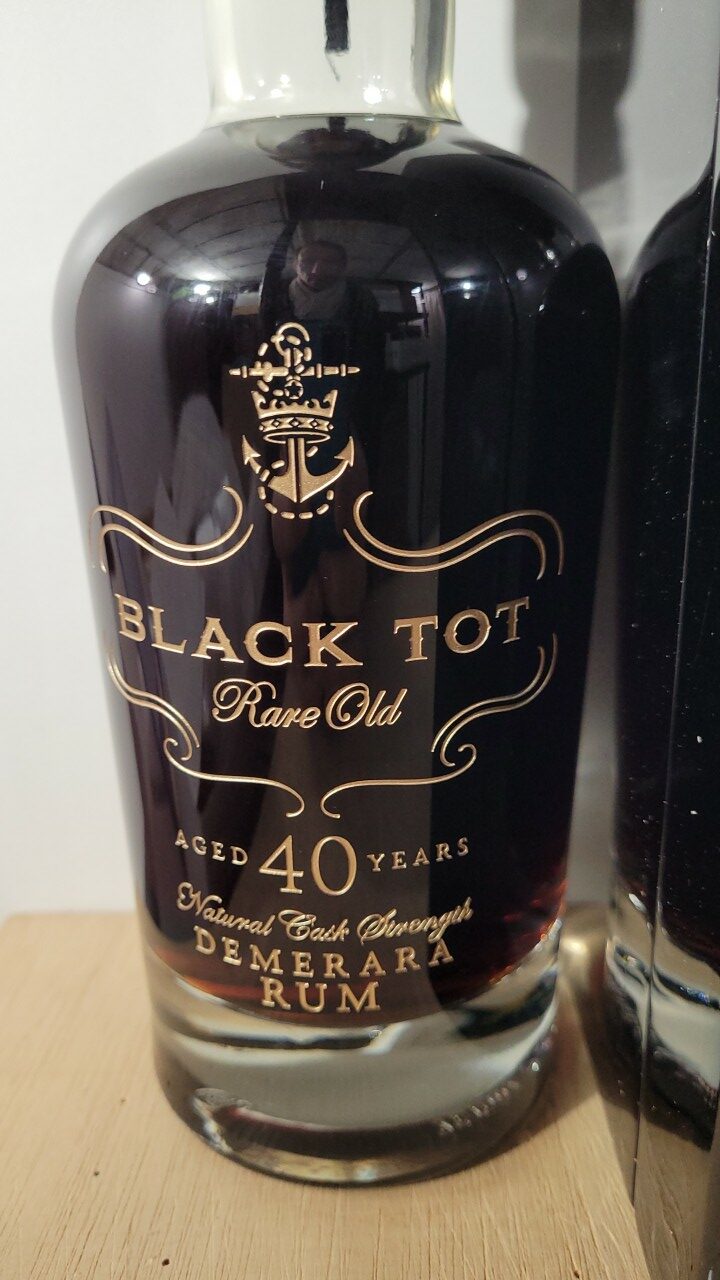 BLACK TOT
Rare Old
AGED 40 YEARS
Natural Cask Strength
DEMERARA
RUM